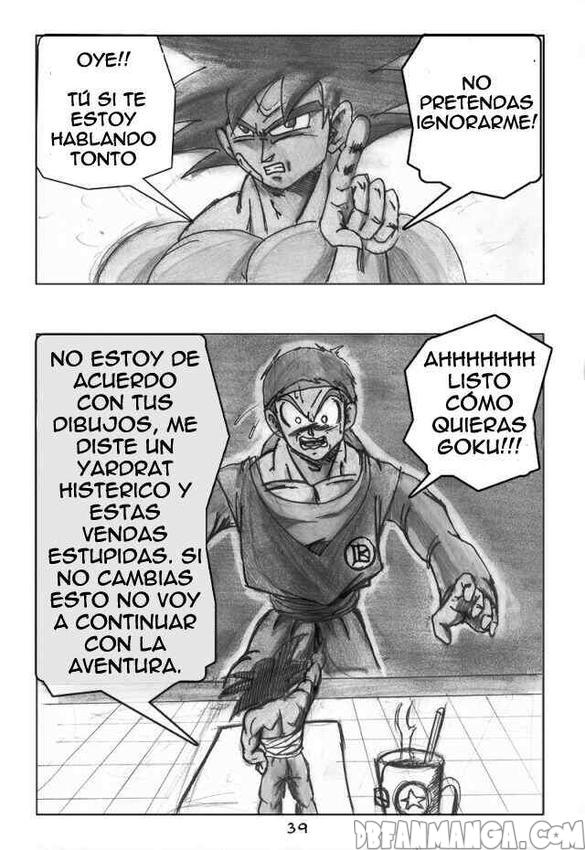 OYE!!
TÚ SI TE
ESTOY
HABLANDO
TONTO
NO
PRETENDAS
IGNORARME!
NO ESTOY DE
ACUERDO
CON TUS
DIBUJOS, ME
DISTE UN
YARDRAT
HISTERICO Y
ESTAS
VENDAS
ESTUPIDAS. SI
NO CAMBIAS
ESTO NO VOY
A CONTINUAR
CON LA
AVENTURA.
AHHHHHHH
LISTO
CÓMO
QUIERAS
GOKU!!!
39
DBFANMANGA.COM